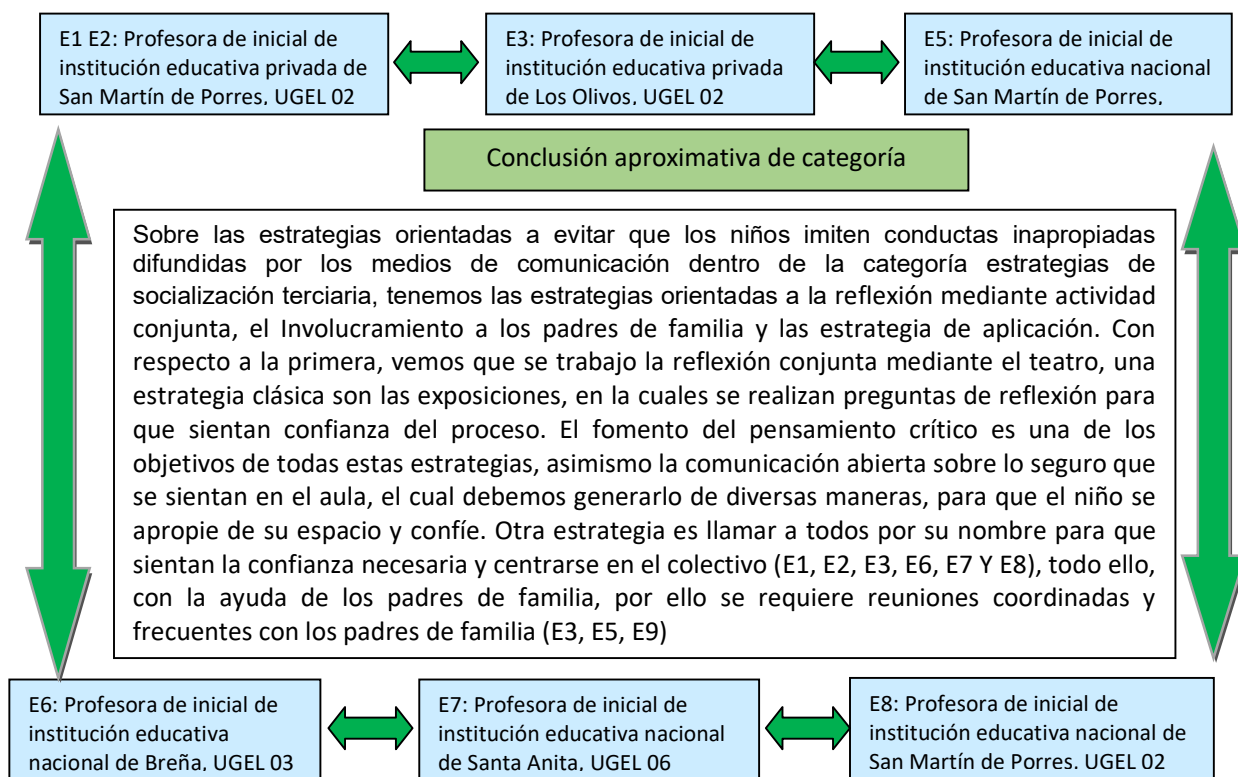 E1 E2: Profesora de inicial de
institución educativa privada de
San Martín de Porres, UGEL 02
E3: Profesora de inicial de
institución educativa privada
de Los Olivos, UGEL 02
E5: Profesora de inicial de
institución educativa nacional
de San Martín de Porres,
Conclusión aproximativa de categoría
Sobre las estrategias orientadas a evitar que los niños imiten conductas inapropiadas
difundidas por los medios de comunicación dentro de la categoría estrategias de
socialización terciaria, tenemos las estrategias orientadas a la reflexión mediante actividad
conjunta, el Involucramiento a los padres de familia y las estrategia de aplicación. Con
respecto a la primera, vemos que se trabajo la reflexión conjunta mediante el teatro, una
estrategia clásica son las exposiciones, en la cuales se realizan preguntas de reflexión para
que sientan confianza del proceso. El fomento del pensamiento crítico es una de los
objetivos de todas estas estrategias, asimismo la comunicación abierta sobre lo seguro que
se sientan en el aula, el cual debemos generarlo de diversas maneras, para que el niño se
apropie de su espacio y confíe. Otra estrategia es llamar a todos por su nombre para que
sientan la confianza necesaria y centrarse en el colectivo (E1, E2, E3, E6, E7 Y E8), todo ello,
con la ayuda de los padres de familia, por ello se requiere reuniones coordinadas y
frecuentes con los padres de familia (E3, E5, E9)
E6: Profesora de inicial de
institución educativa
nacional de Breña, UGEL 03
E7: Profesora de inicial de
institución educativa nacional
de Santa Anita, UGEL 06
E8: Profesora de inicial de
institución educativa nacional de
San Martín de Porres. UGEL 02